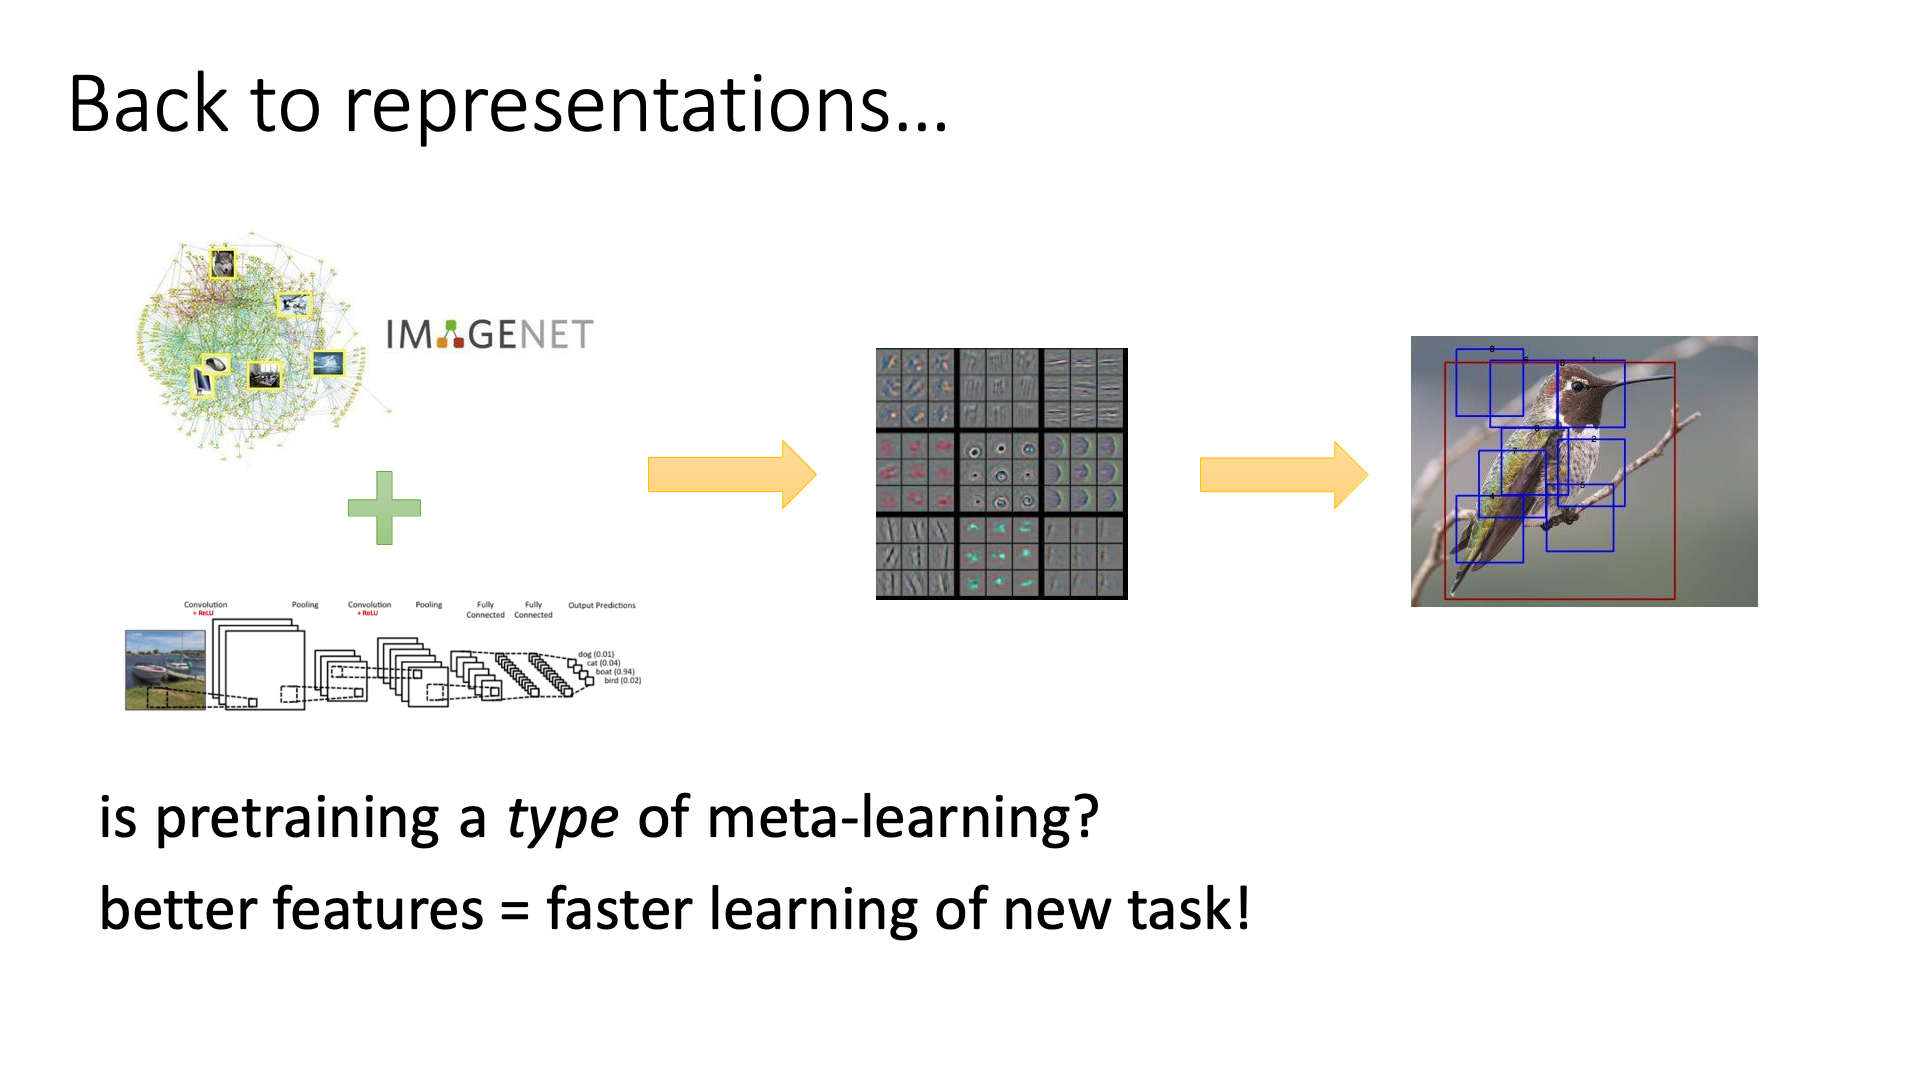 Back to representations...
IMAGENET
Convolution
+ ReLU
Pooling
Convolution
+ ReLU
Pooling
Fully
Connected
Fully
Connected
Output Predictions
dog (0.01)
cat (0.04)
boat (0.94)
bird (0.02)
is pretraining a type of meta-learning?
better features = faster learning of new task!